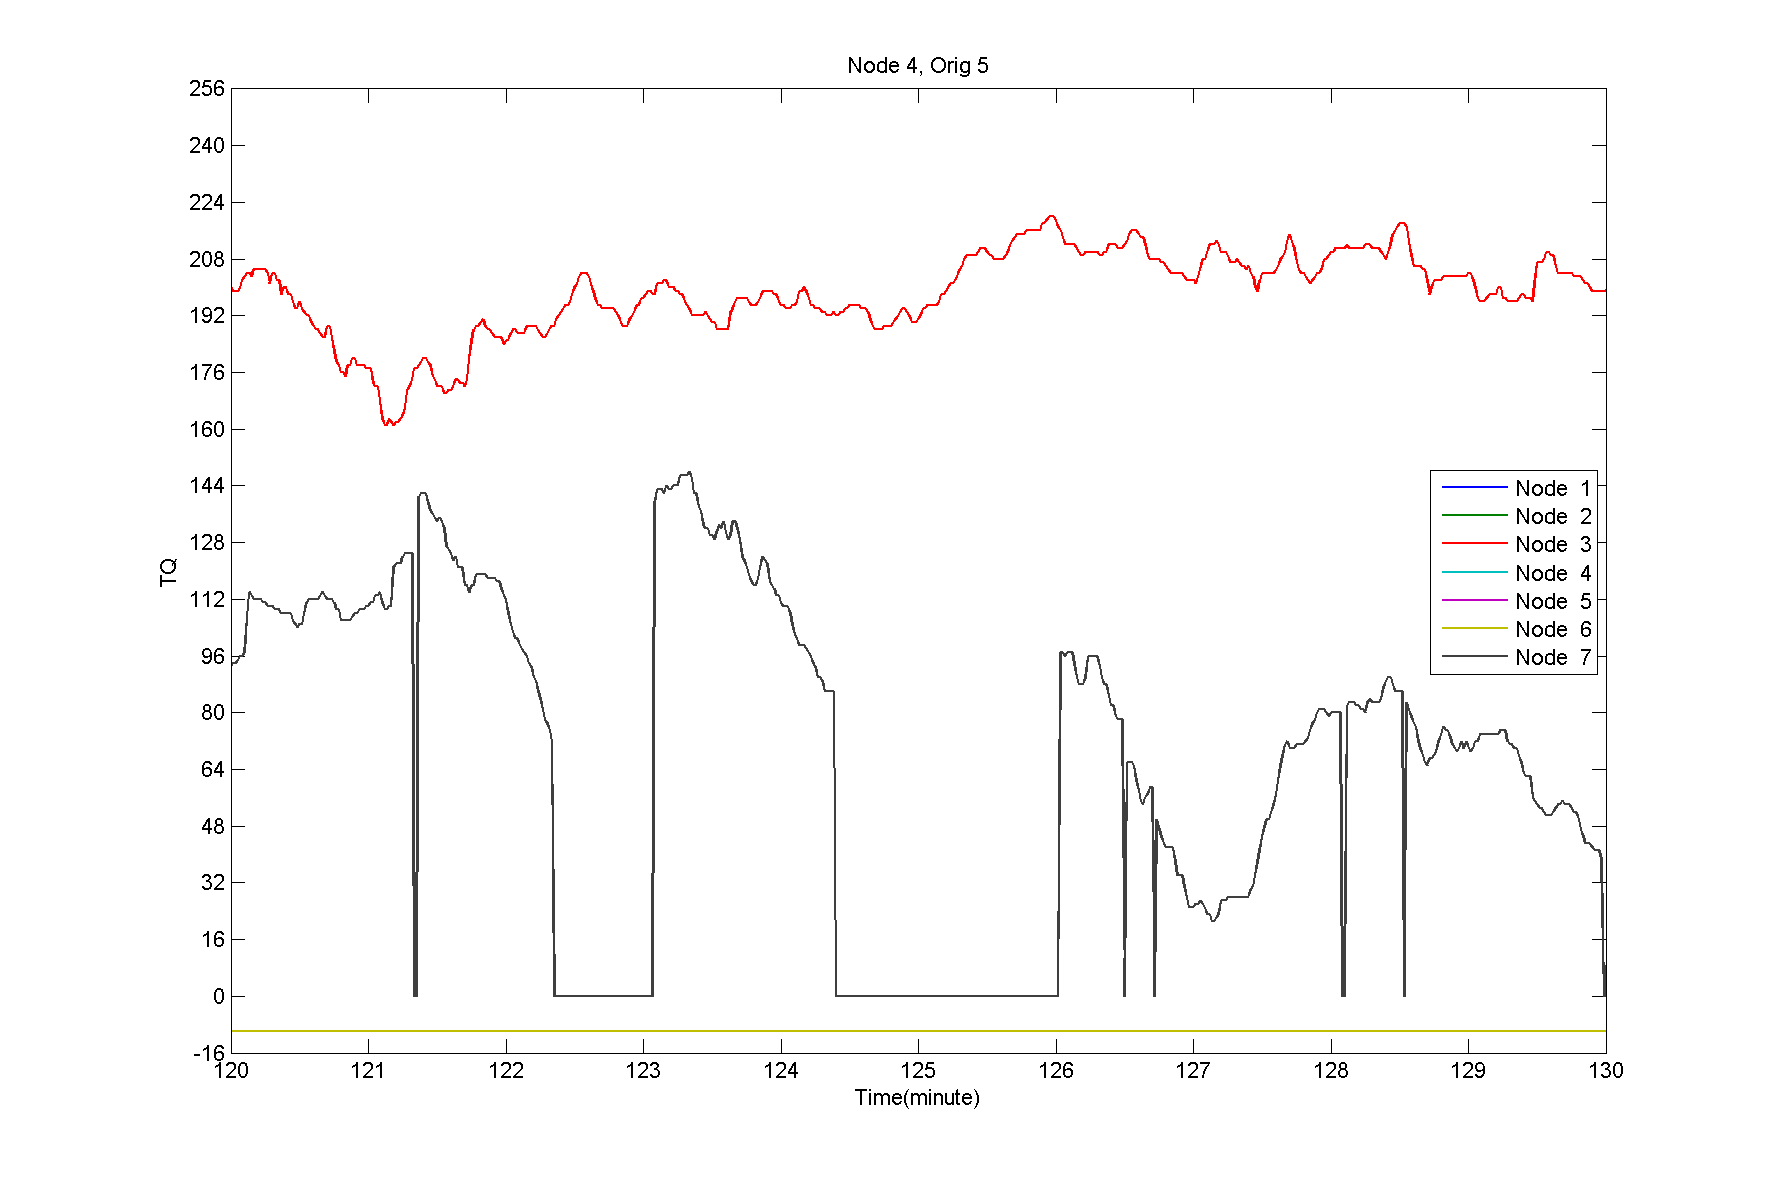 Node 4, Orig 5
256
240
224
208
192
176
160
144
128
112
96
80
64
48
32
16
0
-16
TQ
Node 1
Node 2
Node 3
Node 4
Node 5
Node 6
Node 7
120 121 122 123 124 125 126 127 128 129 130
Time(minute)